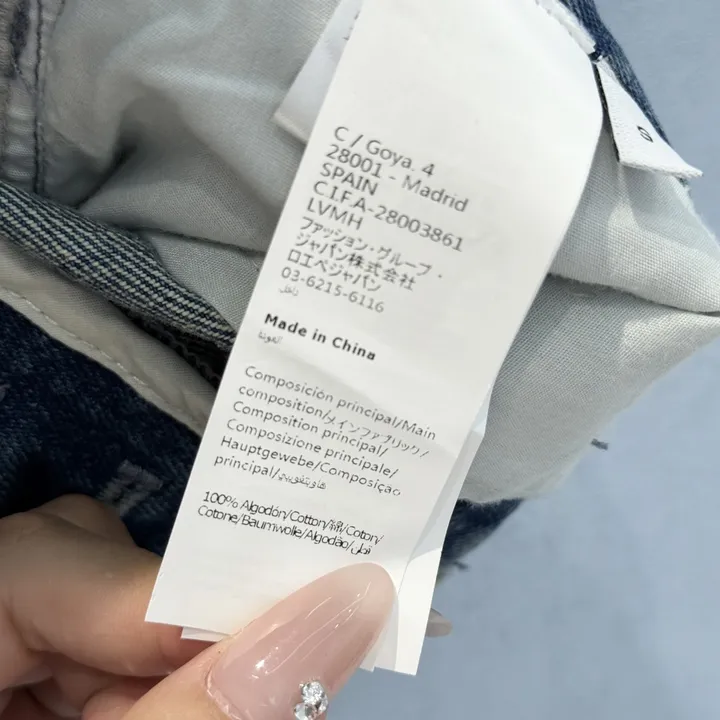 C / Goya. 4
28001 - Madrid
SPAIN
C.I.F.A-28003861
LVMH
ファッション・グループ・
ジャパン株式会社
ロエベジャパン
03-6215-6116
Made in China
Composición principal/Main
composition/メインファブリック/
Composition principal/
Composizione principale/
Hauptgewebe/Composição
principal/
100% Algodón/Cotton/綿/Coton/
Cotone/Baumwolle/Algodão/